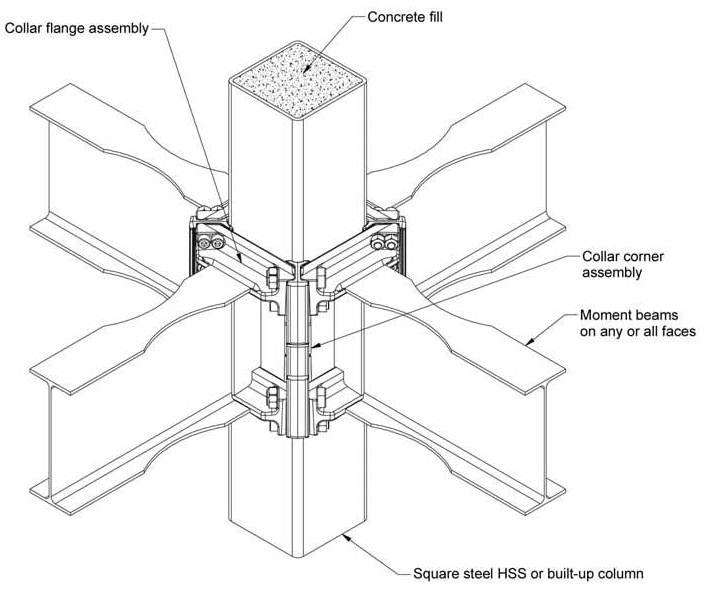 Concrete fill
Collar flange assembly
Collar corner
assembly
Moment beams
on any or all faces
Square steel HSS or built-up column